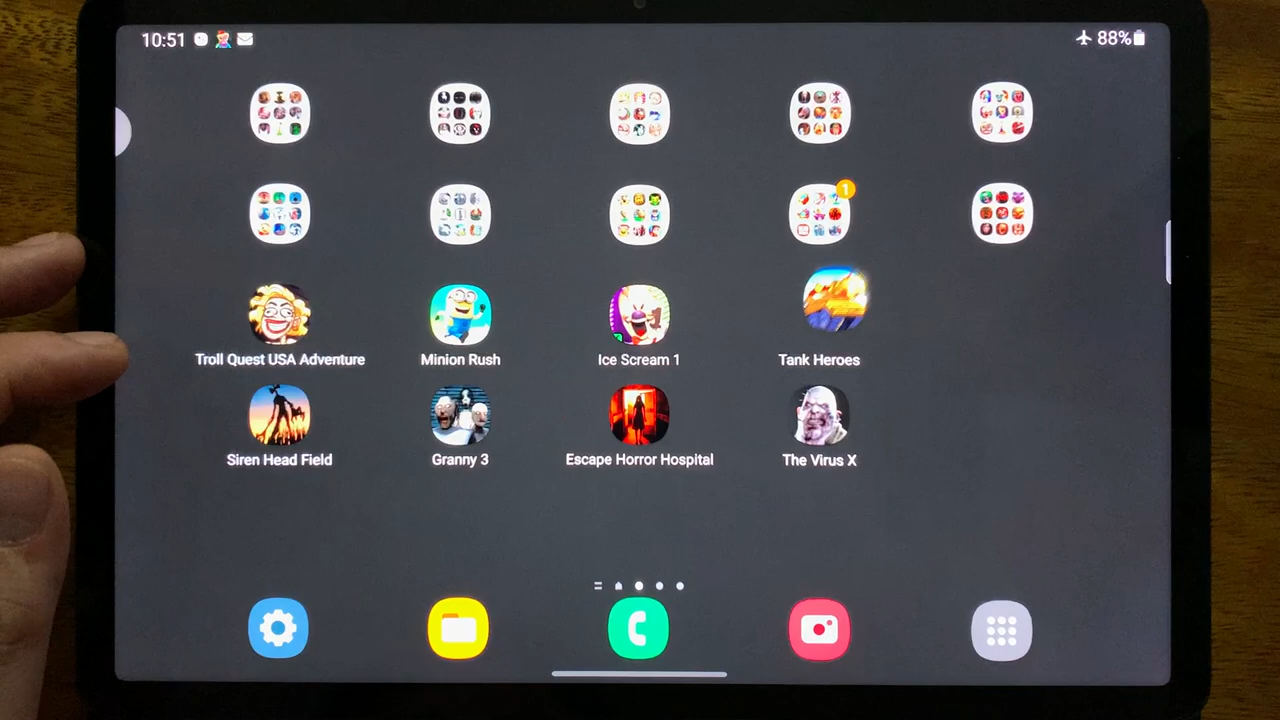 10:51
88%
1
Troll Quest USA Adventure
Minion Rush
Ice Scream 1
Tank Heroes
Siren Head Field
Granny 3
Escape Horror Hospital
The Virus X